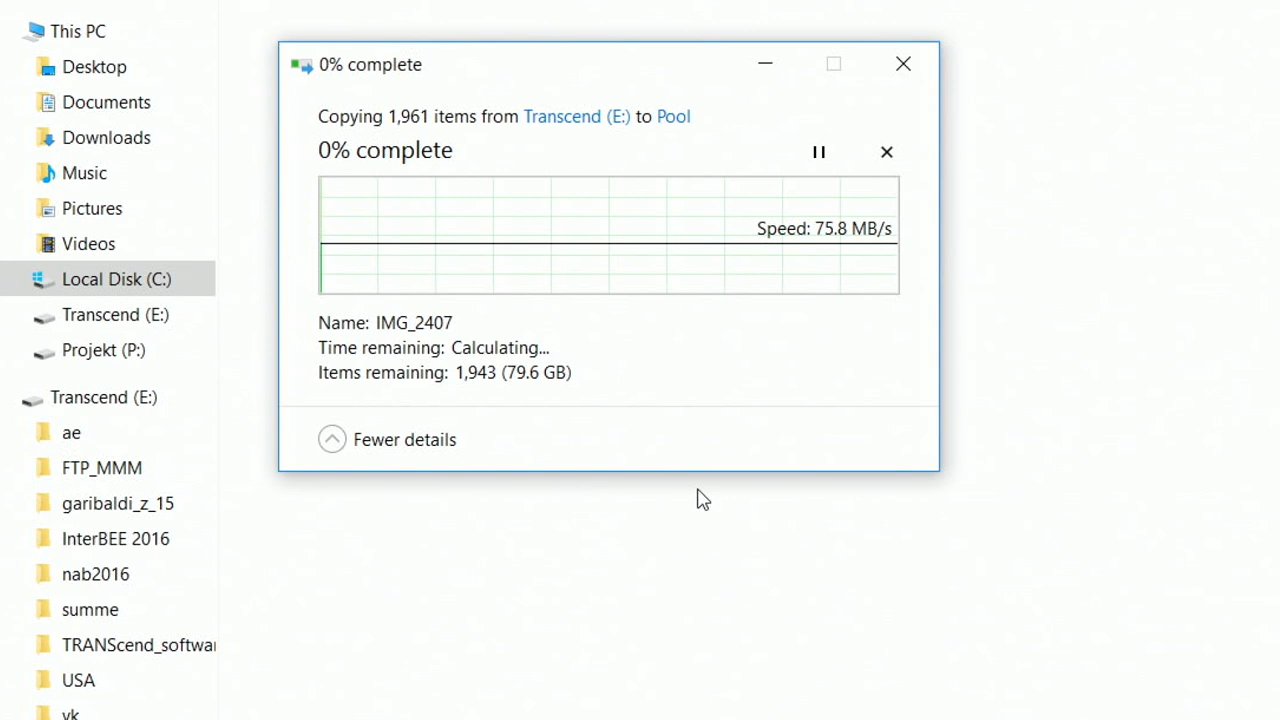 This PC
Desktop
Documents
Downloads
Music
Pictures
Videos
Local Disk (C:)
Transcend (E:)
Projekt (P:)
Transcend (E:)
ae
FTP_MMM
garibaldi_z_15
InterBEE 2016
nab2016
summe
TRANScend_softwar
USA
vk
0% complete
Copying 1,961 items from Transcend (E:) to Pool
0% complete
Speed: 75.8 MB/s
Name: IMG_2407
Time remaining: Calculating...
Items remaining: 1,943 (79.6 GB)
Fewer details